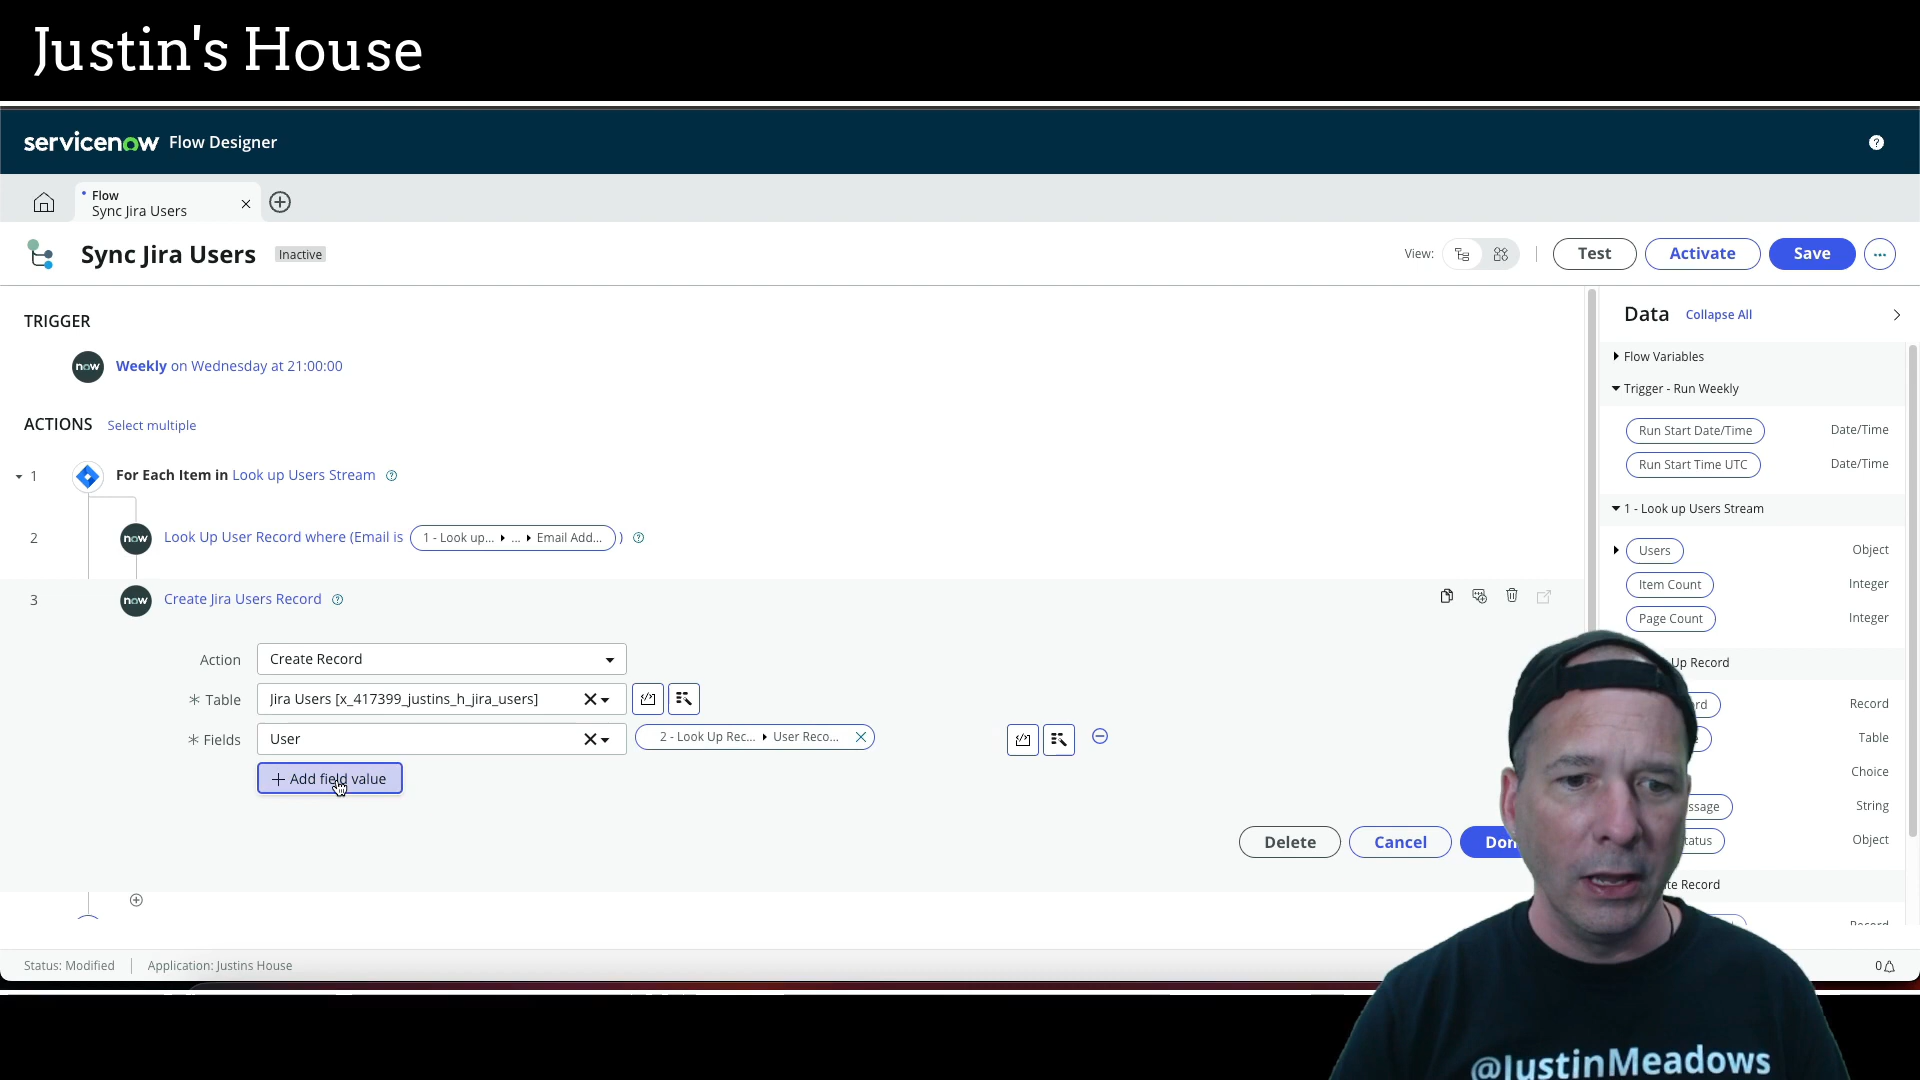 Justin's House
servicenow Flow Designer
?
Flow
Sync Jira Users
Sync Jira Users Inactive
View:
Test Activate Save ...
TRIGGER
now Weekly on Wednesday at 21:00:00
ACTIONS Select multiple
1 For Each Item in Look up Users Stream ?
2 now Look Up User Record where (Email is 1 - Look up... ... Email Add... ) ?
3 now Create Jira Users Record ?
Action Create Record
* Table Jira Users [x_417399_justins_h_jira_users]
* Fields User 2 - Look Up Rec... User Reco...
+ Add field value
Delete Cancel
Data Collapse All
Flow Variables
Trigger - Run Weekly
Run Start Date/Time Date/Time
Run Start Time UTC Date/Time
1 - Look up Users Stream
Users Object
Item Count Integer
Page Count Integer
Up Record
Record
Table
Choice
String
Object
Record
Record
Status: Modified Application: Justins House
0
@JustinMeadows